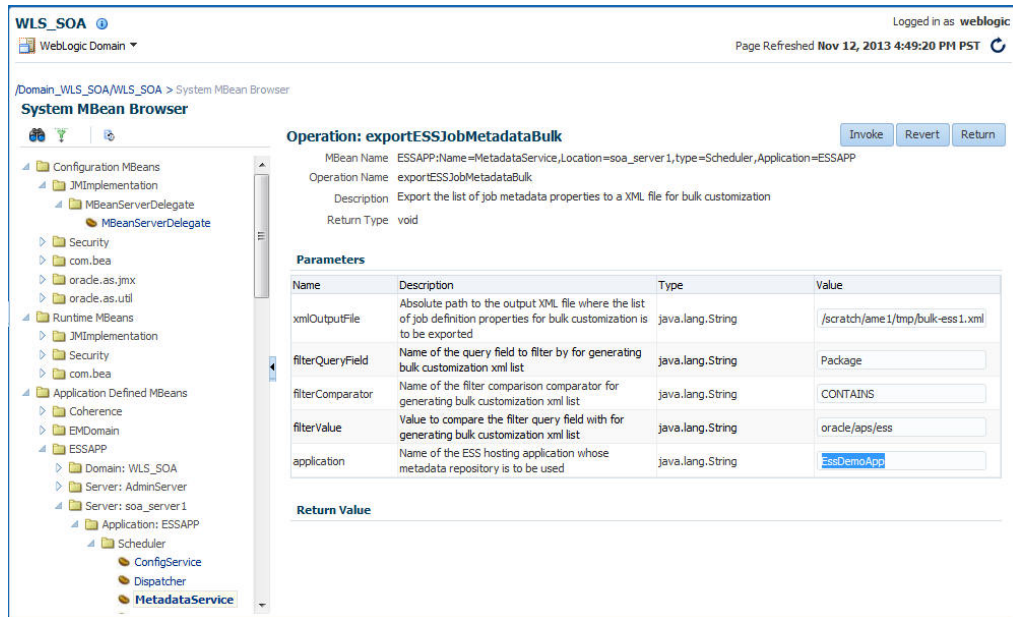 WLS_SOA
Logged in as weblogic
WebLogic Domain
Page Refreshed Nov 12, 2013 4:49:20 PM PST
/Domain_WLS_SOA/WLS_SOA > System MBean Browser
System MBean Browser
Configuration MBeans
JMImplementation
MBeanServerDelegate
MBeanServerDelegate
Security
com.bea
oracle.as.jmx
oracle.as.util
Runtime MBeans
JMImplementation
Security
com.bea
Application Defined MBeans
Coherence
EMDomain
ESSAPP
Domain: WLS_SOA
Server: AdminServer
Server: soa_server1
Application: ESSAPP
Scheduler
ConfigService
Dispatcher
MetadataService
Operation: exportESSJobMetadataBulk
Invoke Revert Return
MBean Name ESSAPP:Name=MetadataService,Location=soa_server1,type=Scheduler,Application=ESSAPP
Operation Name exportESSJobMetadataBulk
Description Export the list of job metadata properties to a XML file for bulk customization
Return Type void
Parameters
Name Description Type Value
xmlOutputFile Absolute path to the output XML file where the list of job definition properties for bulk customization is to be exported java.lang.String /scratch/ame1/tmp/bulk-ess1.xml
filterQueryField Name of the query field to filter by for generating bulk customization xml list java.lang.String Package
filterComparator Name of the filter comparison comparator for generating bulk customization xml list java.lang.String CONTAINS
filterValue Value to compare the filter query field with for generating bulk customization xml list java.lang.String oracle/aps/ess
application Name of the ESS hosting application whose metadata repository is to be used java.lang.String EssDemoApp
Return Value